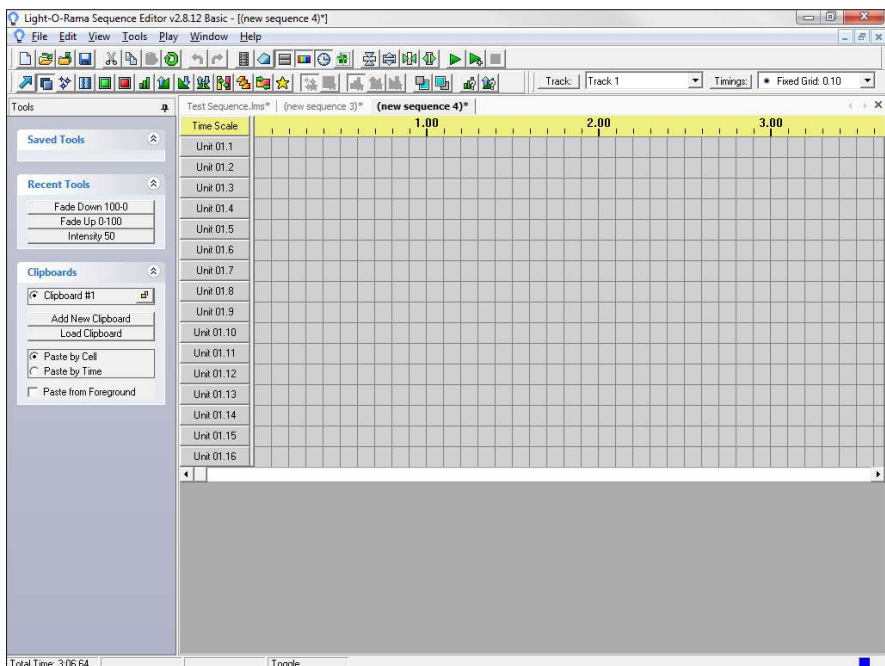 Light-O-Rama Sequence Editor v2.8.12 Basic - [(new sequence 4)*]
File Edit View Tools Play Window Help
Track: Track 1 Timings: Fixed Grid: 0.10
Tools
Test Sequence.lms* (new sequence 3)* (new sequence 4)*
Time Scale 1.00 2.00 3.00
Saved Tools
Recent Tools
Fade Down 100-0
Fade Up 0-100
Intensity 50
Clipboards
Clipboard #1
Add New Clipboard
Load Clipboard
Paste by Cell
Paste by Time
Paste from Foreground
Unit 01.1
Unit 01.2
Unit 01.3
Unit 01.4
Unit 01.5
Unit 01.6
Unit 01.7
Unit 01.8
Unit 01.9
Unit 01.10
Unit 01.11
Unit 01.12
Unit 01.13
Unit 01.14
Unit 01.15
Unit 01.16
Total Time: 3:06.64 Toggle